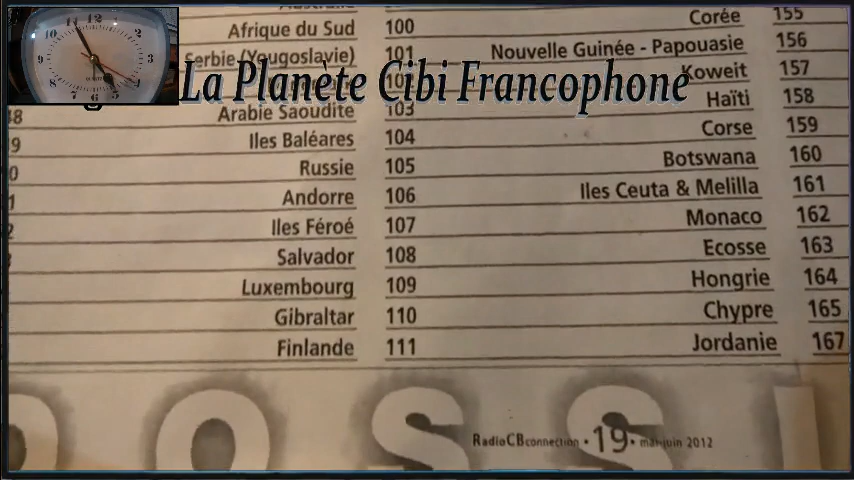 Afrique du Sud 100 Corée 155
Serbie (Yougoslavie) 101 Nouvelle Guinée - Papouasie 156
Koweit 157
La Planète Cibi Francophone
Arabie Saoudite 103 Haïti 158
Iles Baléares 104 Corse 159
Russie 105 Botswana 160
Andorre 106 Iles Ceuta & Melilla 161
Iles Féroé 107 Monaco 162
Salvador 108 Ecosse 163
Luxembourg 109 Hongrie 164
Gibraltar 110 Chypre 165
Finlande 111 Jordanie 167
OSSI
RadioCBconnection • 19 • mai-juin 2012